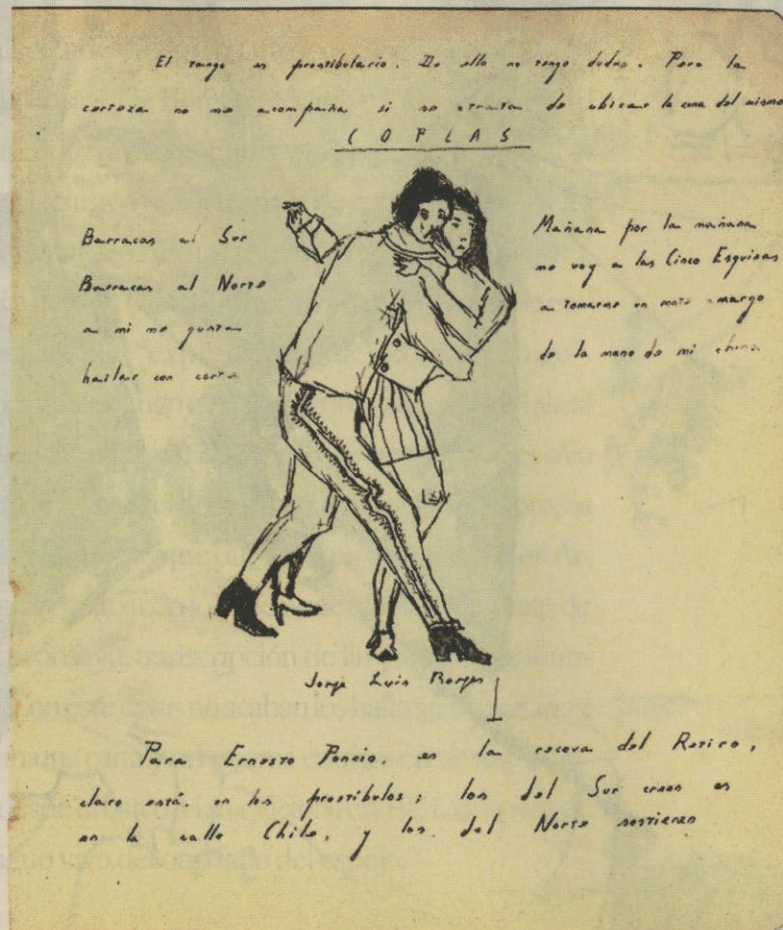 El tango es prostibulario. De ello no tengo dudas. Pero la
certeza no me acompaña si se trata de ubicar la cuna del mismo
COPLAS
Barracas al Sur
Barracas al Norte
a mi me gusta
bailar con corte
Mañana por la mañana
me voy a las Cinco Esquinas
a tomarme un mate amargo
de la mano de mi china
Jorge Luis Borges
Para Ernesto Poncio, es la recova del Retiro,
claro está, en los prostíbulos; los del Sur creen es
en la calle Chile, y los del Norte sostienen